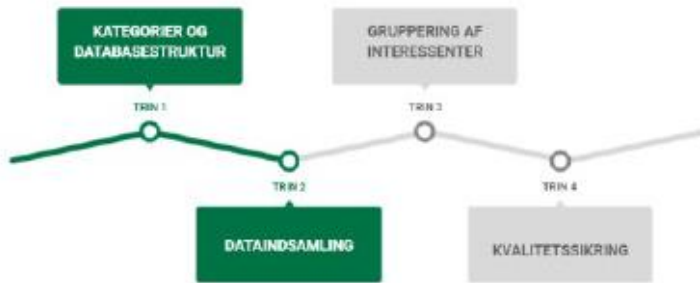 KATEGORIER OG
DATABASESTRUKTUR
TRIN 1
TRIN 2
DATAINDSAMLING
GRUPPERING AF
INTERESSENTER
TRIN 3
TRIN 4
KVALITETSSIKRING